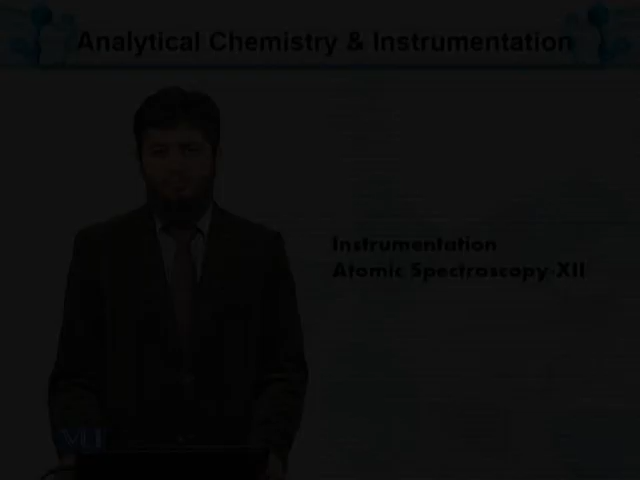 Analytical Chemistry & Instrumentation
Instrumentation
Atomic Spectroscopy-XII